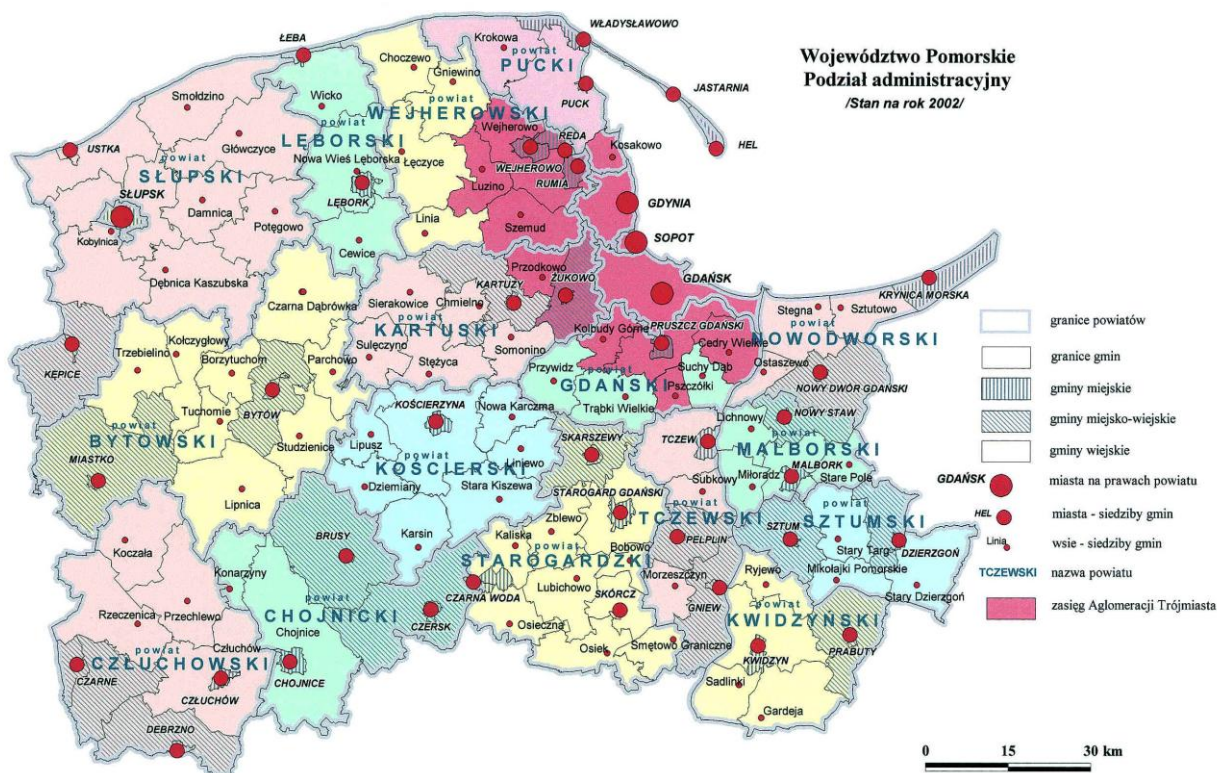 Województwo Pomorskie
Podział administracyjny
/Stan na rok 2002/
WŁADYSŁAWOWO
ŁEBA
Krokowa
powiat
PUCKI
Choczewo
Gniewino
PUCK
JASTARNIA
HEL
Smołdzino
Wicko
powiat
WEJHEROWSKI
Wejherowo
REDA
Kosakowo
USTKA
Główczyce
powiat
LĘBORSKI
Nowa Wieś Lęborska
Łęczyce
WEJHEROWO
RUMIA
powiat
SŁUPSKI
SŁUPSK
Damnica
LĘBORK
Luzino
GDYNIA
Kobylnica
Potęgowo
Linia
Szemud
SOPOT
Cewice
Dębnica Kaszubska
Przodkowo
ŻUKOWO
GDAŃSK
KRYNICA MORSKA
Czarna Dąbrówka
Sierakowice
Chmielno
KARTUZY
powiat
KARTUSKI
Stegna
Sztutowo
powiat
NOWODWORSKI
Kolbudy Górne
PRUSZCZ GDAŃSKI
Cedry Wielkie
Ostaszewo
Kołczygłowy
Trzebielino
Borzytuchom
Parchowo
Sulęczyno
Stężyca
Somonino
Przywidz
powiat
GDAŃSKI
Suchy Dąb
Pszczółki
NOWY DWÓR GDAŃSKI
KĘPICE
Tuchomie
BYTÓW
KOŚCIERZYNA
Nowa Karczma
Trąbki Wielkie
Lichnowy
NOWY STAW
powiat
BYTOWSKI
MIASTKO
Studzienice
Lipusz
powiat
KOŚCIERSKI
Liniewo
SKARSZEWY
TCZEW
powiat
MALBORSKI
MALBORK
Miłoradz
Stare Pole
Lipnica
Dziemiany
Stara Kiszewa
STAROGARD GDAŃSKI
Subkowy
powiat
TCZEWSKI
powiat
SZTUMSKI
SZTUM
Koczała
Karsin
Zblewo
Kaliska
PELPLIN
Stary Targ
DZIERZGOŃ
BRUSY
powiat
STAROGARDZKI
Bobowo
Mikołajki Pomorskie
Konarzyny
Morzeszczyn
Ryjewo
Stary Dzierzgoń
CZARNA WODA
Lubichowo
SKÓRCZ
GNIEW
powiat
CHOJNICKI
Rzeczenica
Przechlewo
CZERSK
Osieczna
powiat
KWIDZYŃSKI
PRABUTY
Chojnice
Człuchów
powiat
CZŁUCHOWSKI
Osiek
Smętowo Graniczne
KWIDZYN
CZARNE
CZŁUCHÓW
CHOJNICE
Sadlinki
Gardeja
DEBRZNO
granice powiatów
granice gmin
gminy miejskie
gminy miejsko-wiejskie
gminy wiejskie
GDAŃSK miasta na prawach powiatu
HEL miasta - siedziby gmin
Linia wsie - siedziby gmin
TCZEWSKI nazwa powiatu
zasięg Aglomeracji Trójmiasta
0 15 30 km